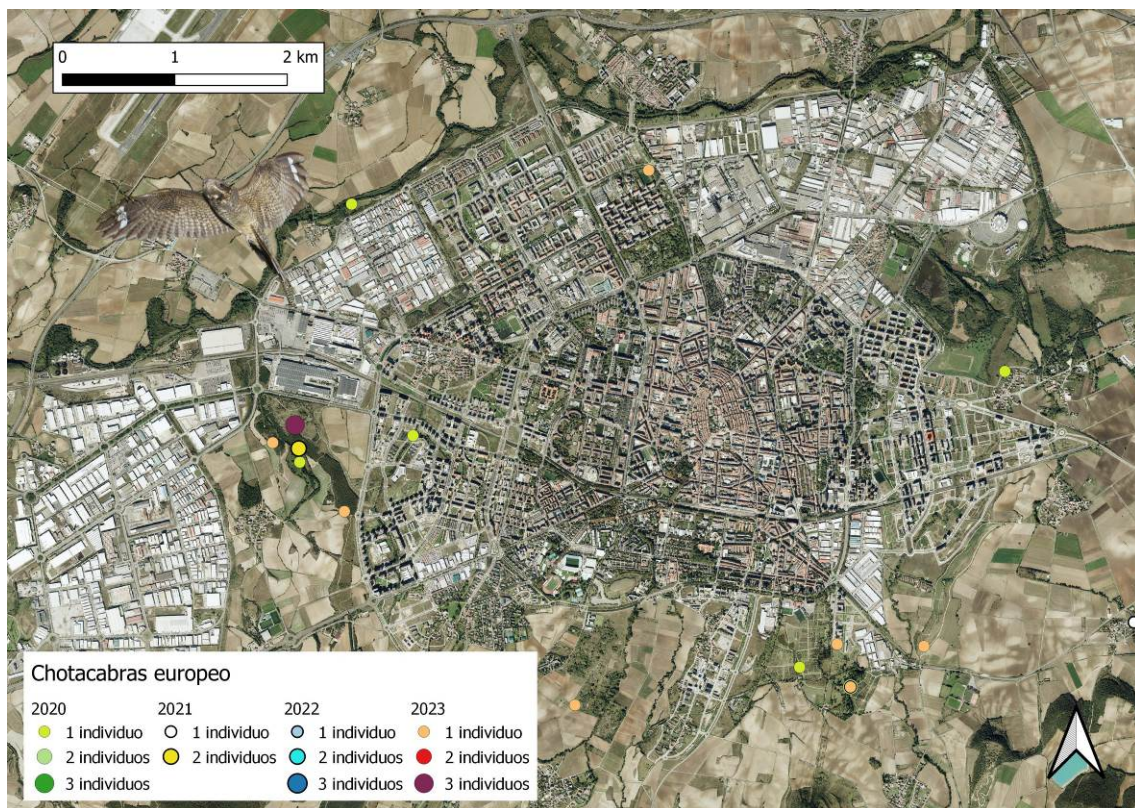 0 1 2 km
Chotacabras europeo
2020 2021 2022 2023
1 individuo 1 individuo 1 individuo 1 individuo
2 individuos 2 individuos 2 individuos 2 individuos
3 individuos 3 individuos 3 individuos